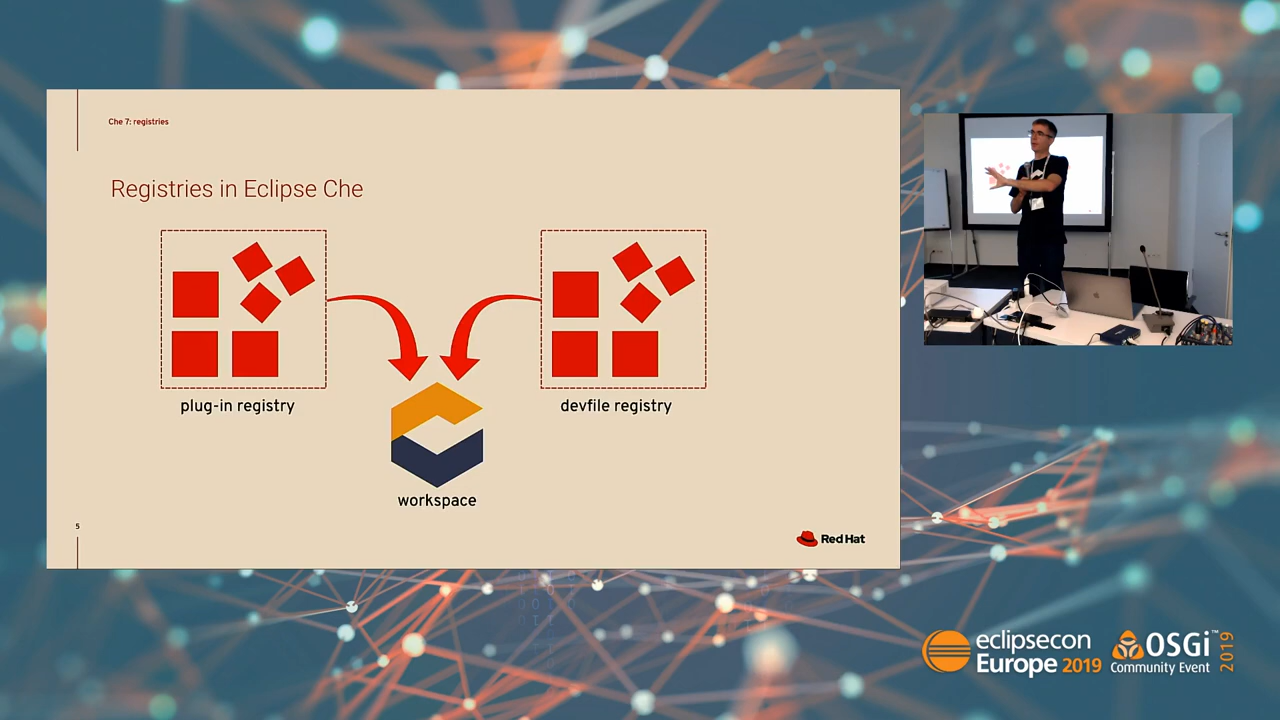 Che 7: registries
Registries in Eclipse Che
plug-in registry
devfile registry
workspace
5
Red Hat
eclipsecon
Europe 2019
OSGi™
Community Event
2019